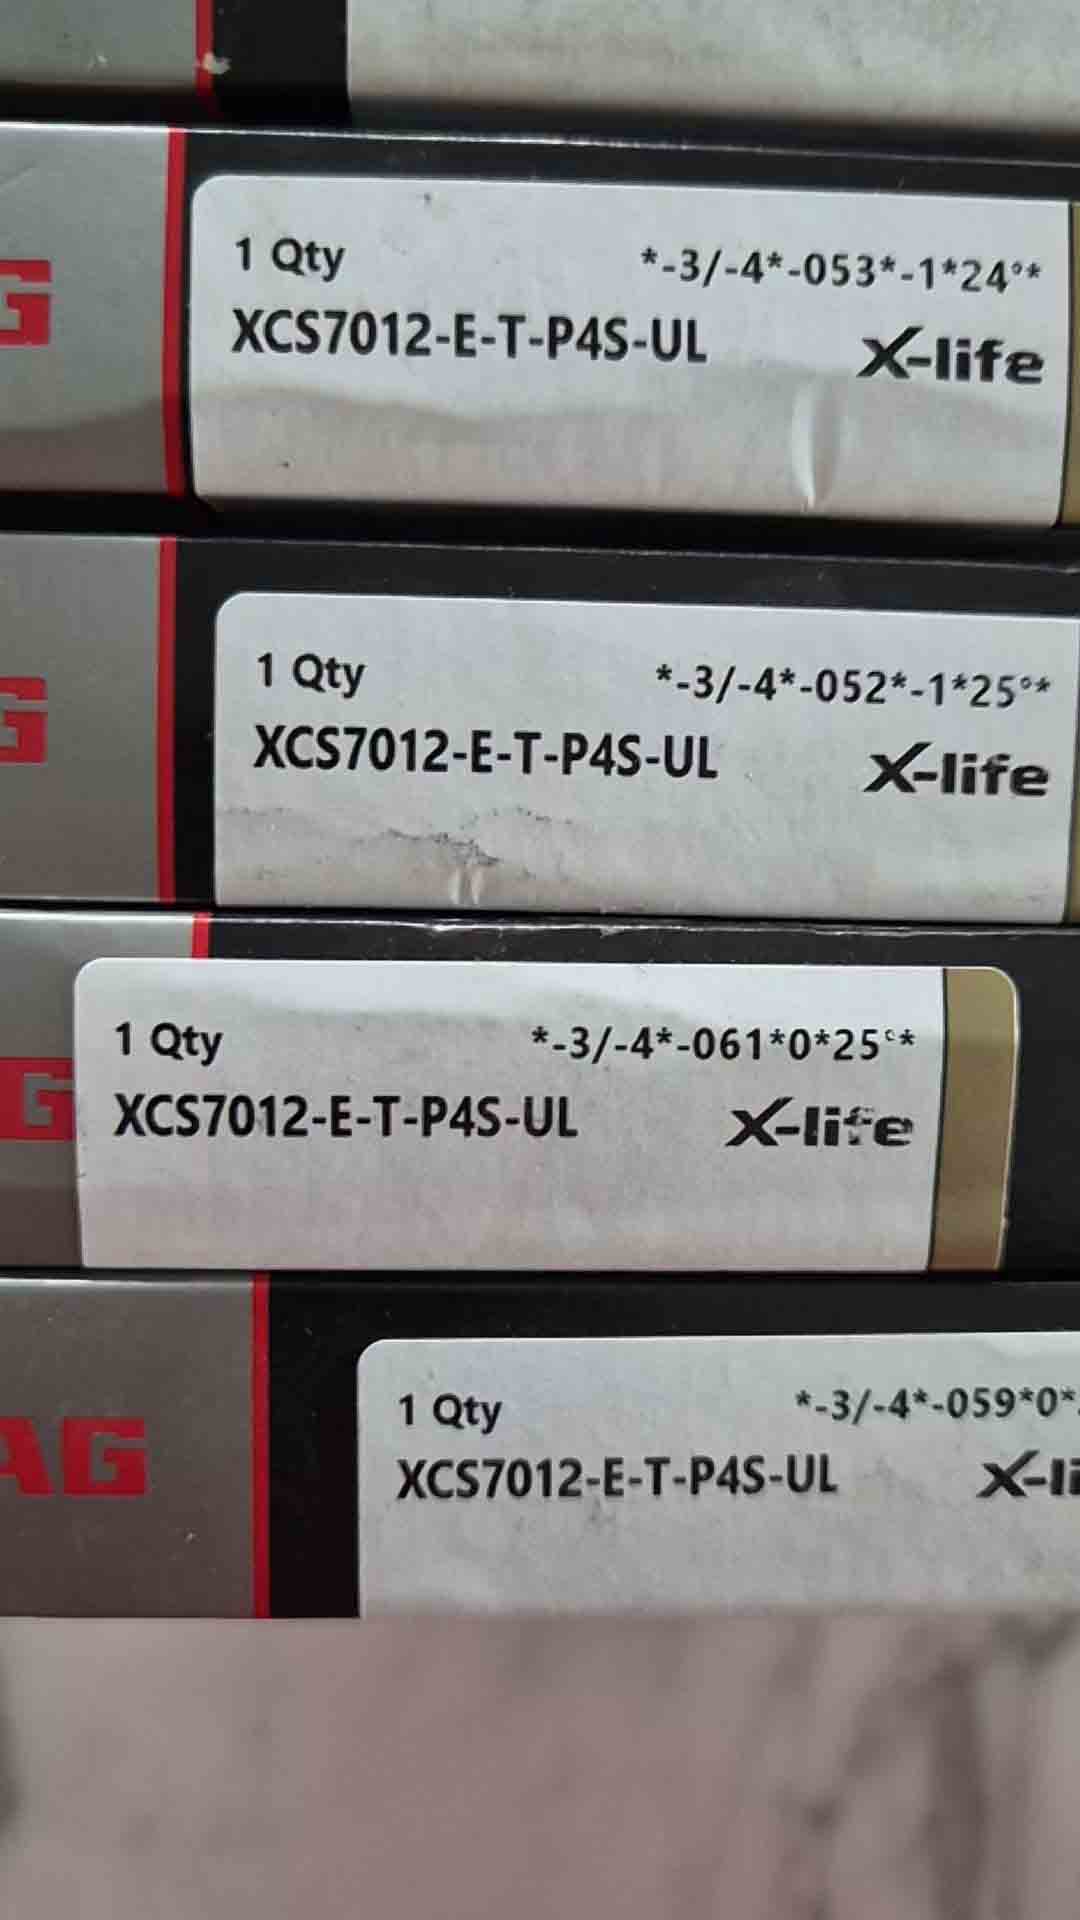 G
1 Qty
*-3/-4*-053*-1*24°*
XCS7012-E-T-P4S-UL
X-life
G
1 Qty
*-3/-4*-052*-1*25°*
XCS7012-E-T-P4S-UL
X-life
G
1 Qty
*-3/-4*-061*0*25°*
XCS7012-E-T-P4S-UL
X-life
AG
1 Qty
*-3/-4*-059*0*
XCS7012-E-T-P4S-UL
X-li